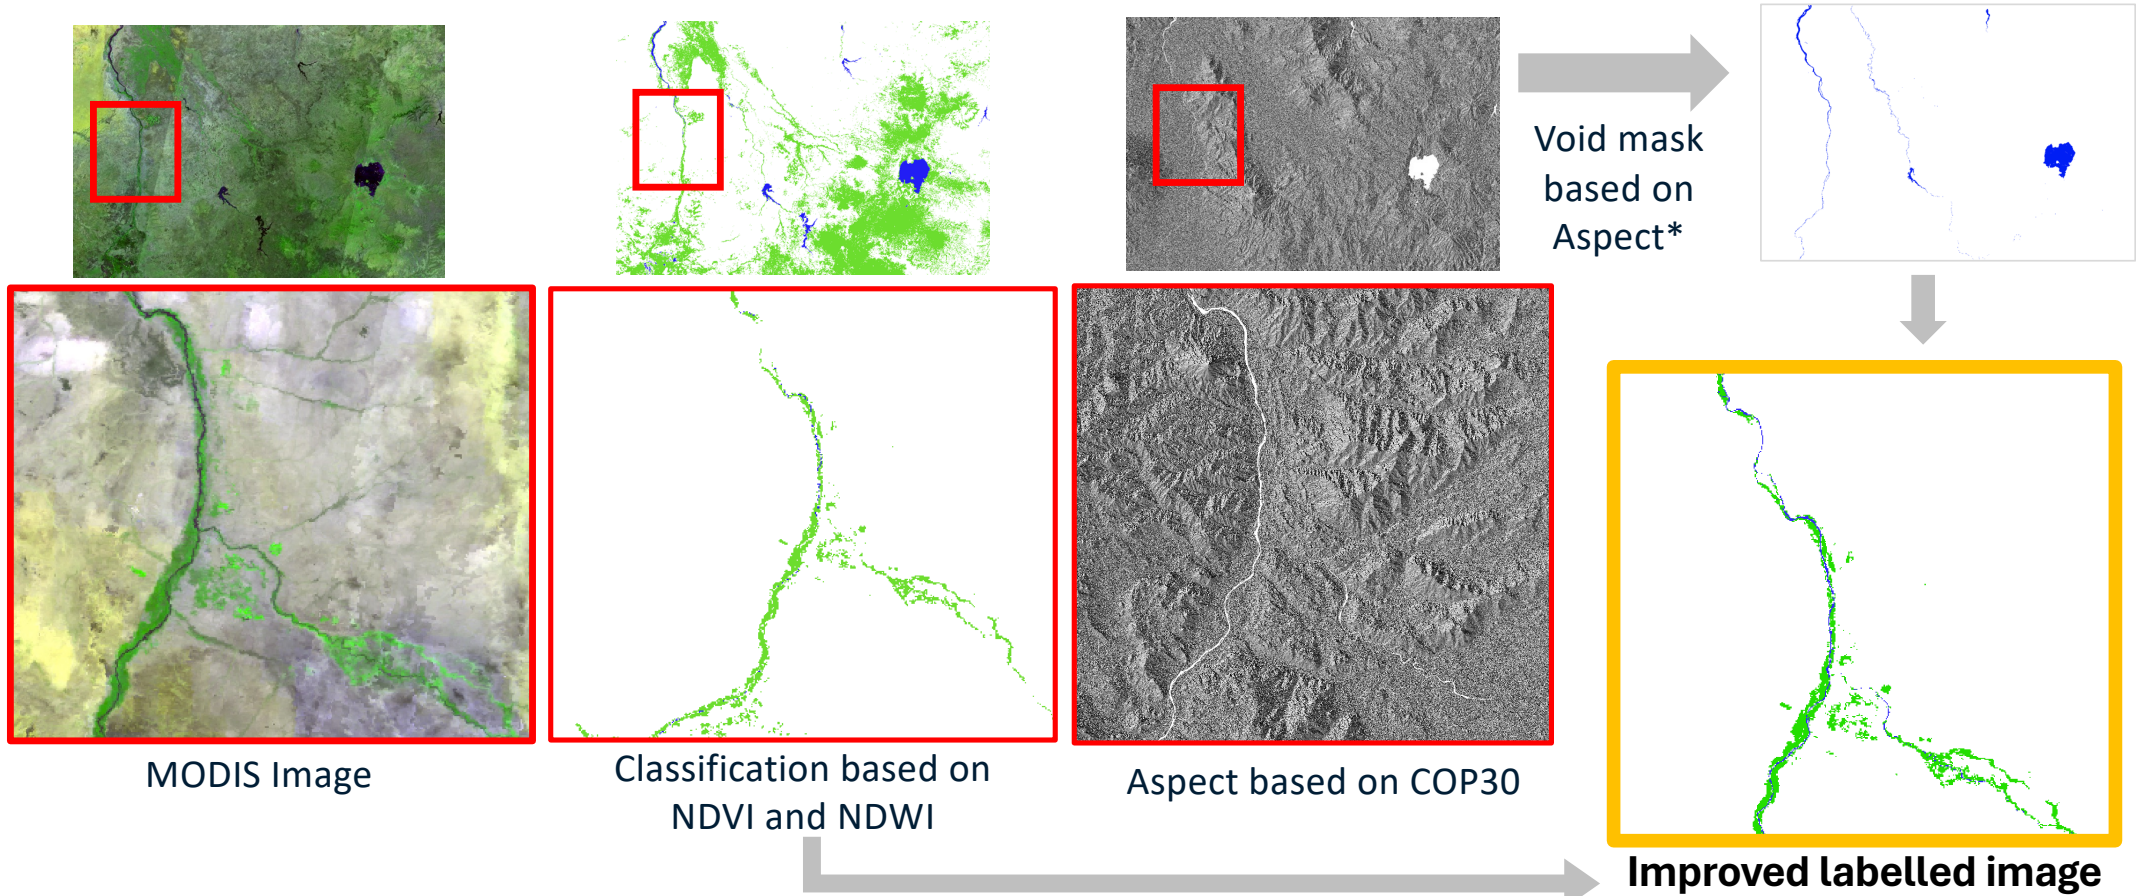 Void mask
based on
Aspect*
MODIS Image
Classification based on
NDVI and NDWI
Aspect based on COP30
Improved labelled image